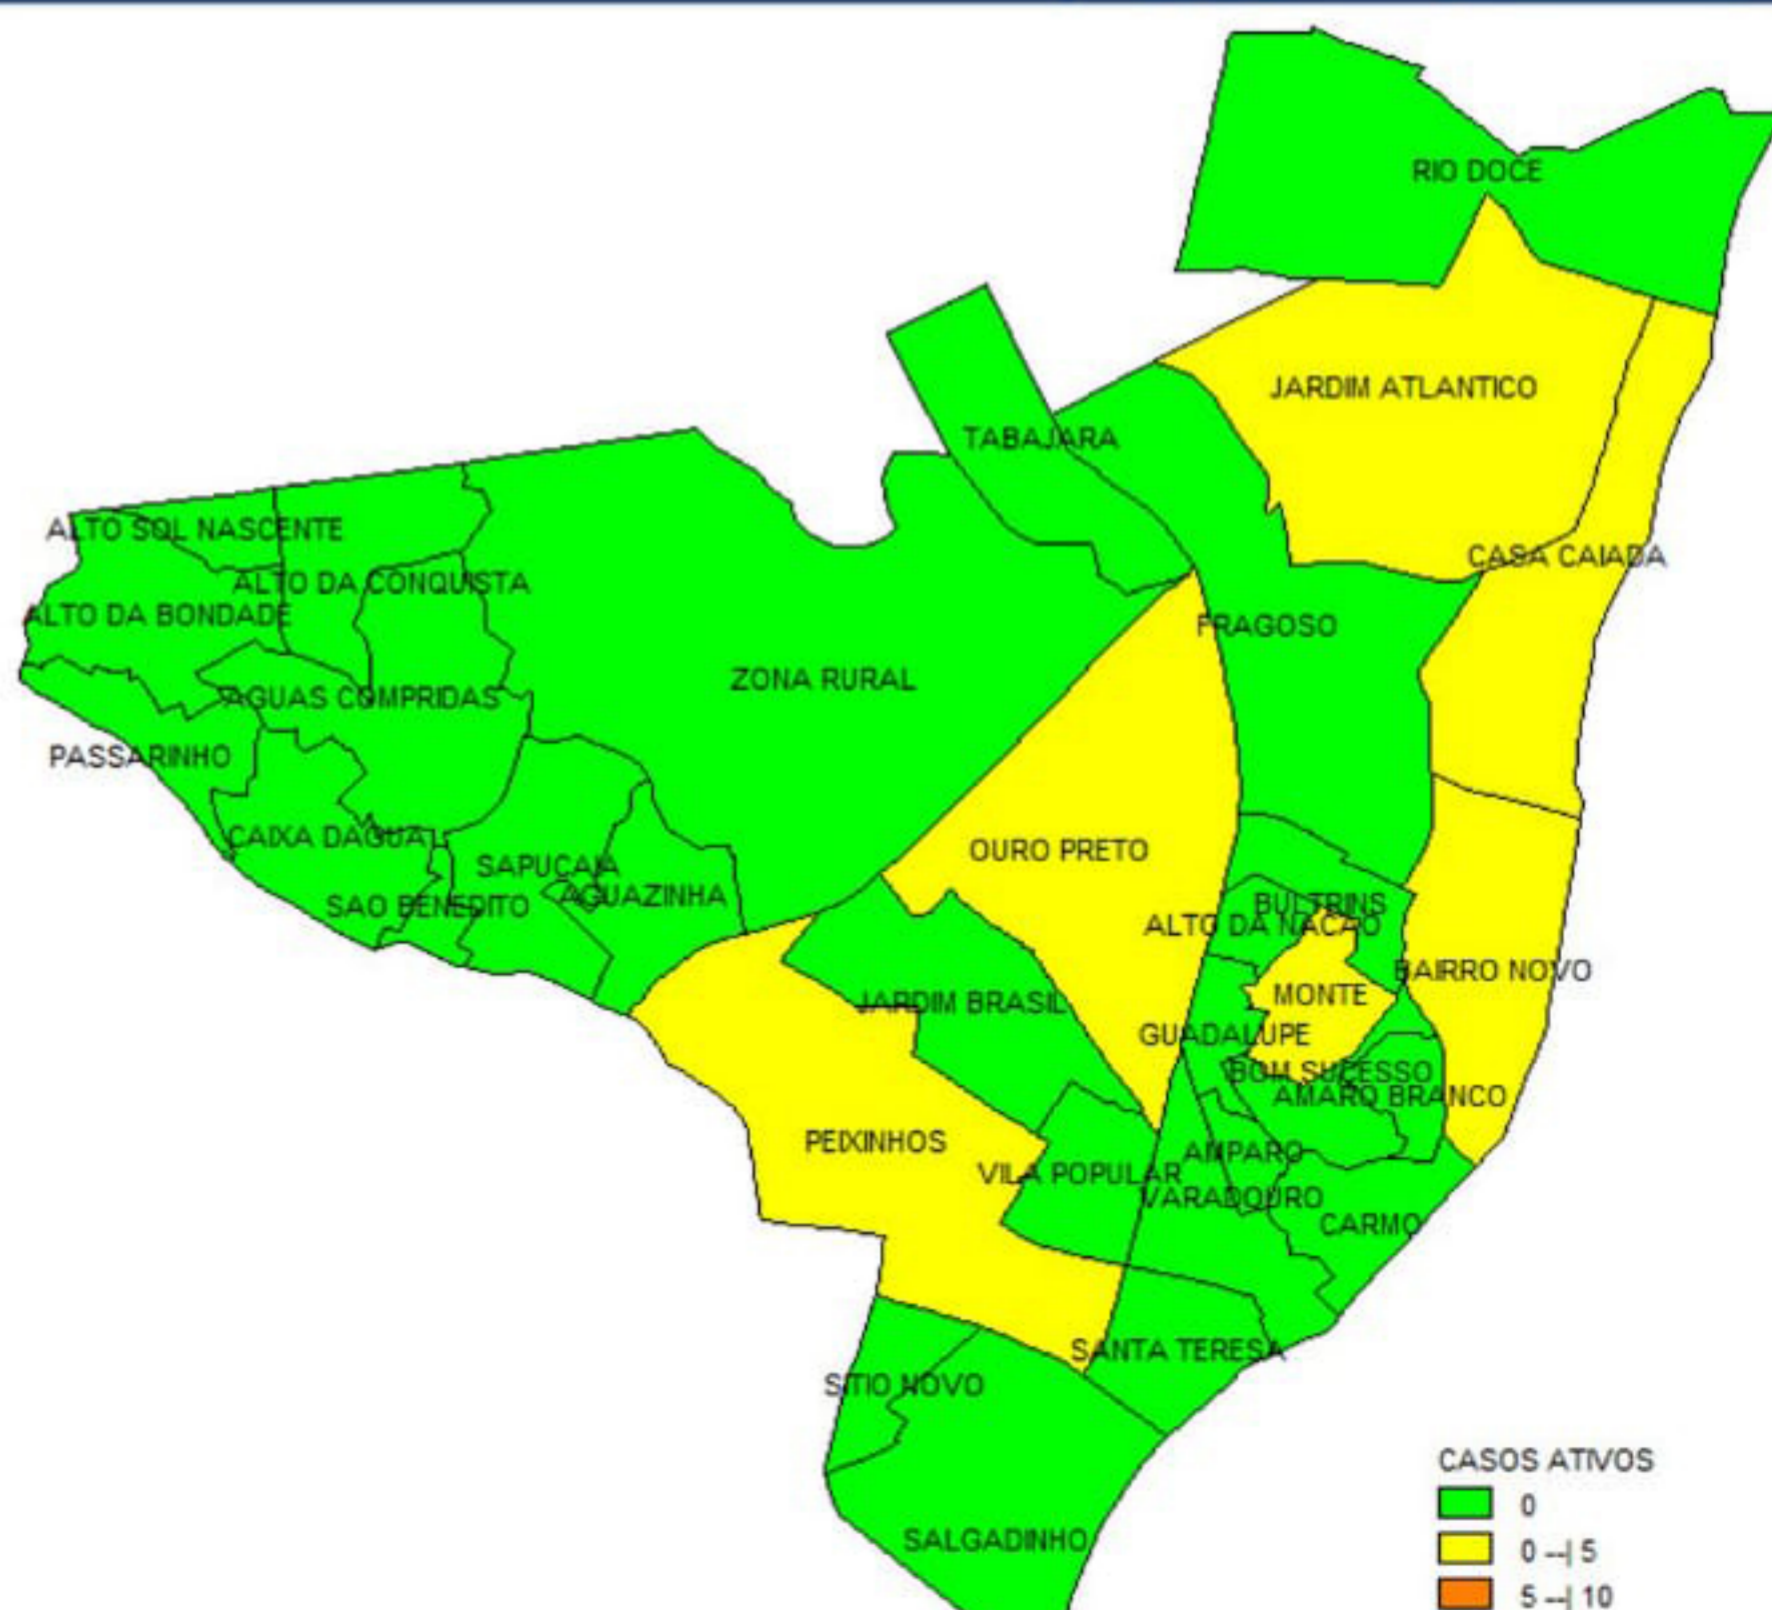 RIO DOCE
JARDIM ATLANTICO
TABAJARA
ALTO SOL NASCENTE
CASA CAIADA
ALTO DA CONQUISTA
ALTO DA BONDADE
FRAGOSO
ZONA RURAL
AGUAS COMPRIDAS
PASSARINHO
CAIXA DAGUA
OURO PRETO
SAPUCAIA
AGUAZINHA
SAO BENEDITO
BULTRINS
ALTO DA NACAO
BAIRRO NOVO
MONTE
JARDIM BRASIL
GUADALUPE
BOM SUCESSO
AMARO BRANCO
PEIXINHOS
AMPARO
VILA POPULAR
VARADOURO
CARMO
SANTA TERESA
SITIO NOVO
SALGADINHO
CASOS ATIVOS
0
0 --| 5
5 --| 10